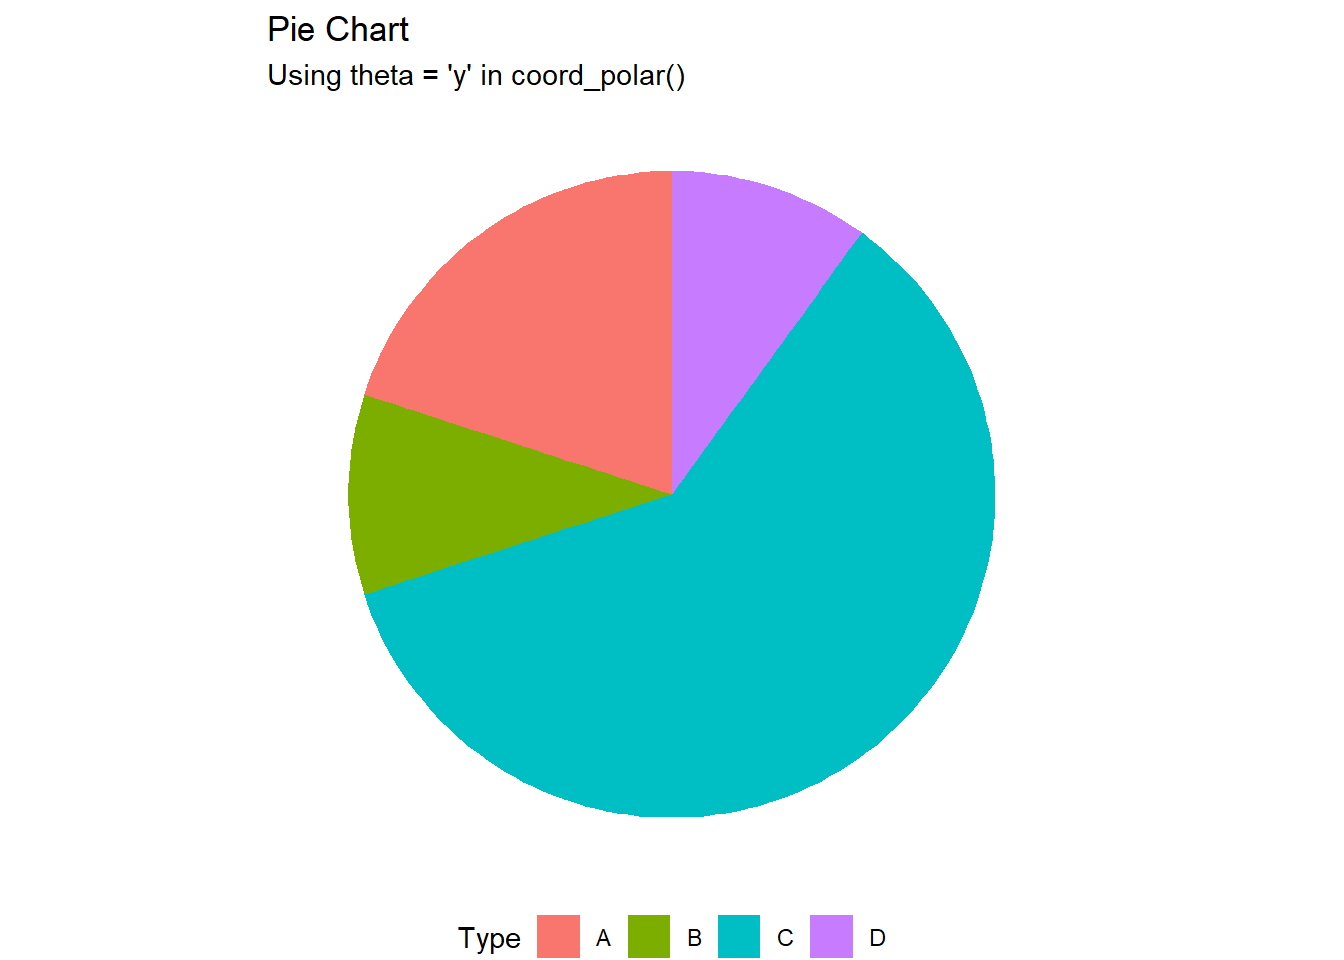 Pie Chart
Using theta = 'y' in coord_polar()
Type A B C D